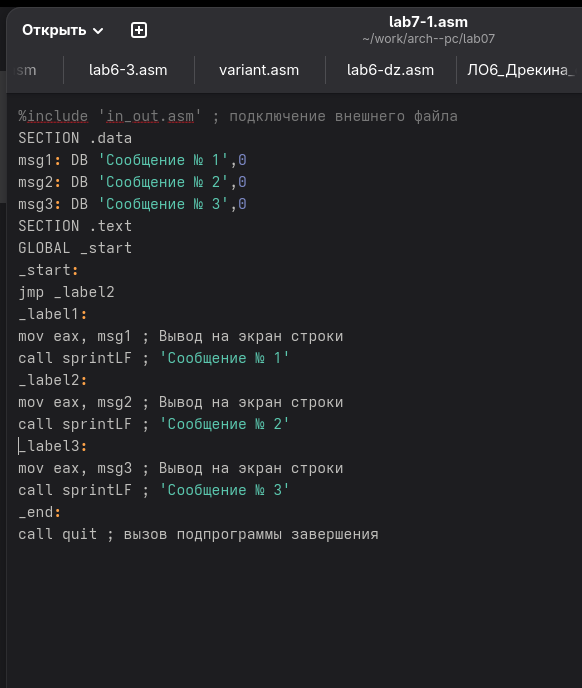 Открыть
lab7-1.asm
~/work/arch--pc/lab07
sm
lab6-3.asm
variant.asm
lab6-dz.asm
ЛО6_Дрекина_
%include 'in_out.asm' ; подключение внешнего файла
SECTION .data
msg1: DB 'Сообщение № 1',0
msg2: DB 'Сообщение № 2',0
msg3: DB 'Сообщение № 3',0
SECTION .text
GLOBAL _start
_start:
jmp _label2
_label1:
mov eax, msg1 ; Вывод на экран строки
call sprintLF ; 'Сообщение № 1'
_label2:
mov eax, msg2 ; Вывод на экран строки
call sprintLF ; 'Сообщение № 2'
_label3:
mov eax, msg3 ; Вывод на экран строки
call sprintLF ; 'Сообщение № 3'
_end:
call quit ; вызов подпрограммы завершения